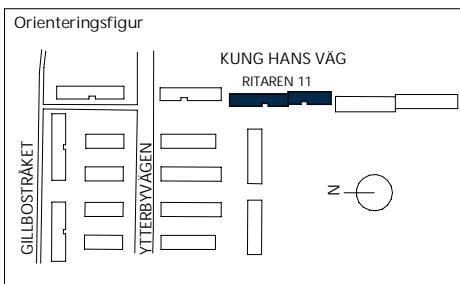 Orienteringsfigur
KUNG HANS VÄG
RITAREN 11
GILLBOSTRÅKET
YTTERBYVÄGEN
N